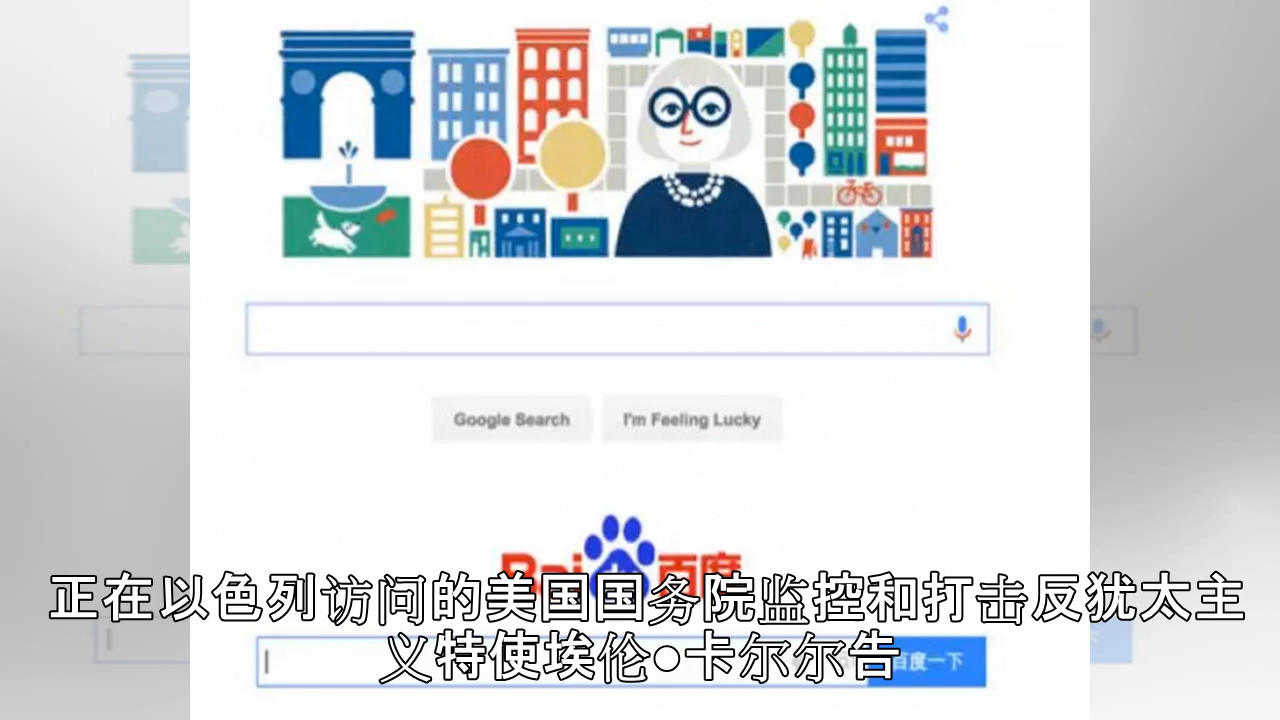 Google Search
I'm Feeling Lucky
Bai 百度
正在以色列访问的美国国务院监控和打击反犹太主
义特使埃伦•卡尔尔告
百度一下